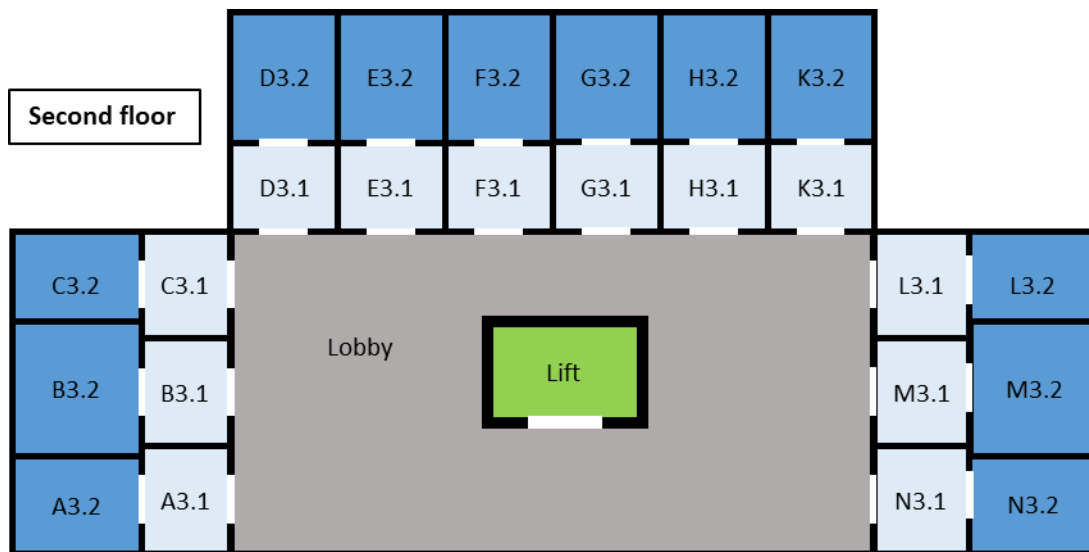 D3.2 E3.2 F3.2 G3.2 H3.2 K3.2
Second floor
D3.1 E3.1 F3.1 G3.1 H3.1 K3.1
C3.2 C3.1 L3.1 L3.2
Lobby
Lift
B3.2 B3.1 M3.1 M3.2
A3.2 A3.1 N3.1 N3.2